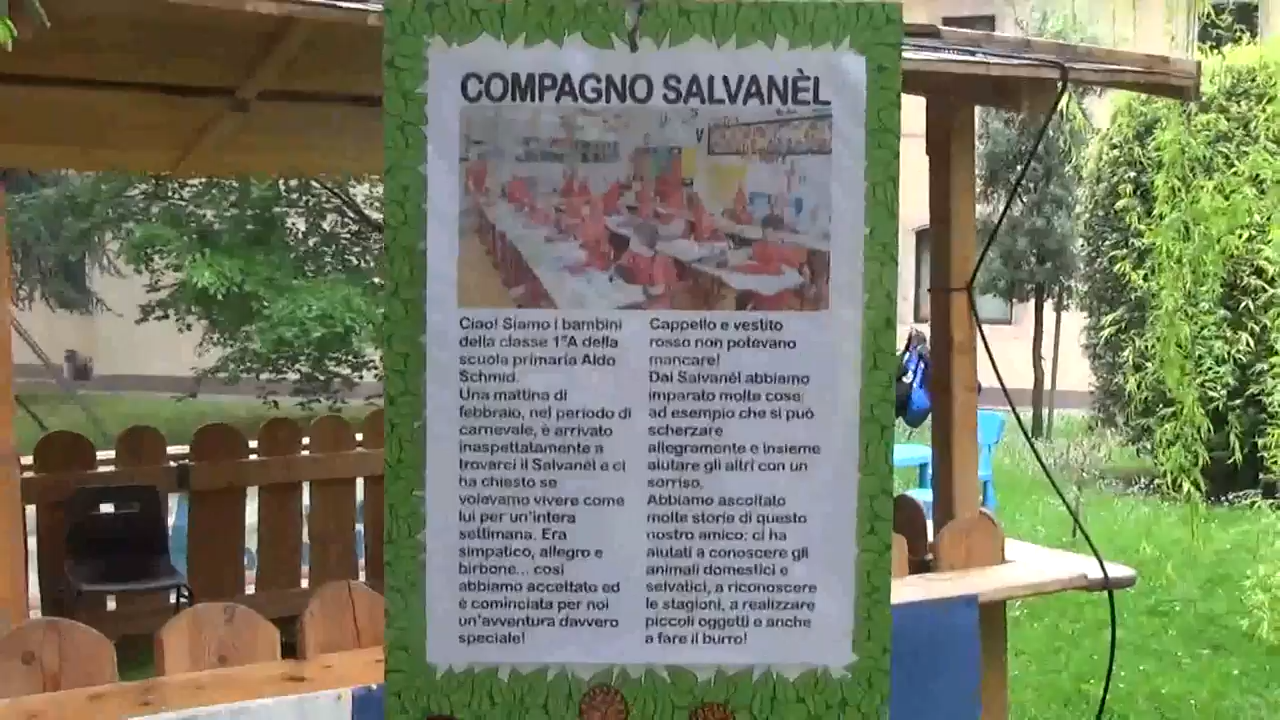 COMPAGNO SALVANÈL
Ciao! Siamo i bambini
della classe 1ªA della
scuola primaria Aldo
Schmid.
Una mattina di
febbraio, nel periodo di
carnevale, è arrivato
inaspettatamente a
trovarci il Salvanèl e ci
ha chiesto se
volevamo vivere come
lui per un'intera
settimana. Era
simpatico, allegro e
birbone... così
abbiamo accettato ed
è cominciata per noi
un'avventura davvero
speciale!
Cappello e vestito
rosso non potevano
mancare!
Dal Salvanèl abbiamo
imparato molte cose:
ad esempio che si può
scherzare
allegramente e insieme
aiutare gli altri con un
sorriso.
Abbiamo ascoltato
molte storie di questo
nostro amico: ci ha
aiutati a conoscere gli
animali domestici e
selvatici, a riconoscere
le stagioni, a realizzare
piccoli oggetti e anche
a fare il burro!